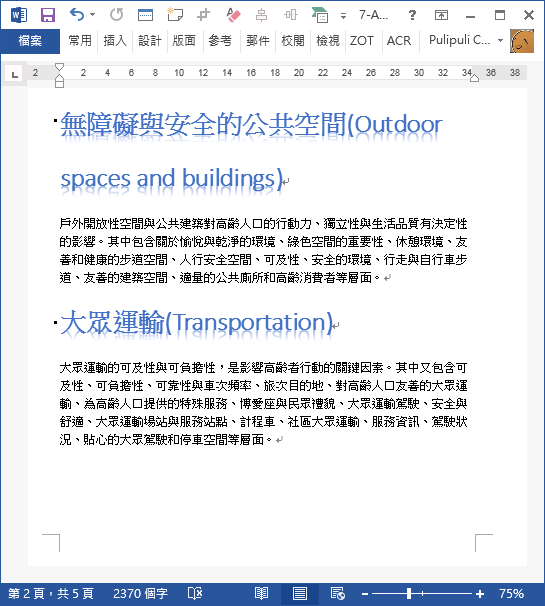 7-A...
檔案 常用 插入 設計 版面 參考 郵件 校閱 檢視 ZOT ACR Pulipuli C...
2 2 4 6 8 10 12 14 16 18 20 22 24 26 28 30 32 34 36 38
無障礙與安全的公共空間(Outdoor
spaces and buildings)
戶外開放性空間與公共建築對高齡人口的行動力、獨立性與生活品質有決定性
的影響。其中包含關於愉悅與乾淨的環境、綠色空間的重要性、休憩環境、友
善和健康的步道空間、人行安全空間、可及性、安全的環境、行走與自行車步
道、友善的建築空間、適量的公共廁所和高齡消費者等層面。
大眾運輸(Transportation)
大眾運輸的可及性與可負擔性，是影響高齡者行動的關鍵因素。其中又包含可
及性、可負擔性、可靠性與車次頻率、旅次目的地、對高齡人口友善的大眾運
輸、為高齡人口提供的特殊服務、博愛座與民眾禮貌、大眾運輸駕駛、安全與
舒適、大眾運輸場站與服務站點、計程車、社區大眾運輸、服務資訊、駕駛狀
況、貼心的大眾駕駛和停車空間等層面。
第 2 頁，共 5 頁 2370 個字 75%